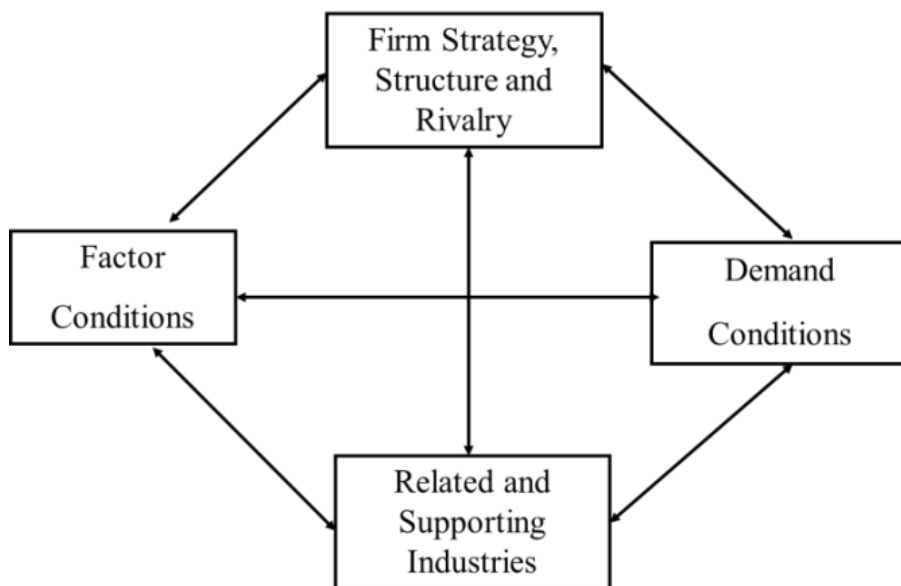 Firm Strategy,
Structure and
Rivalry
Factor
Conditions
Demand
Conditions
Related and
Supporting
Industries